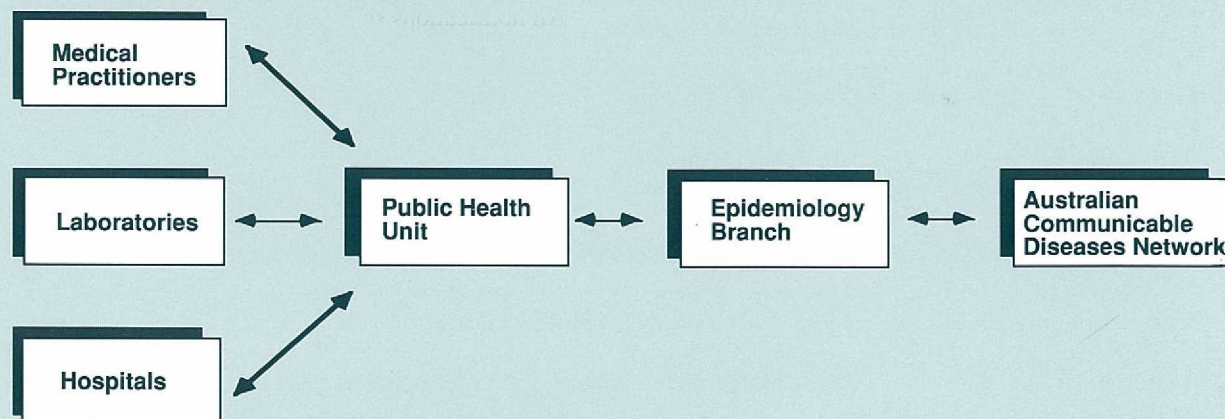 Medical
Practitioners
Laboratories
Public Health
Unit
Epidemiology
Branch
Australian
Communicable
Diseases Network
Hospitals